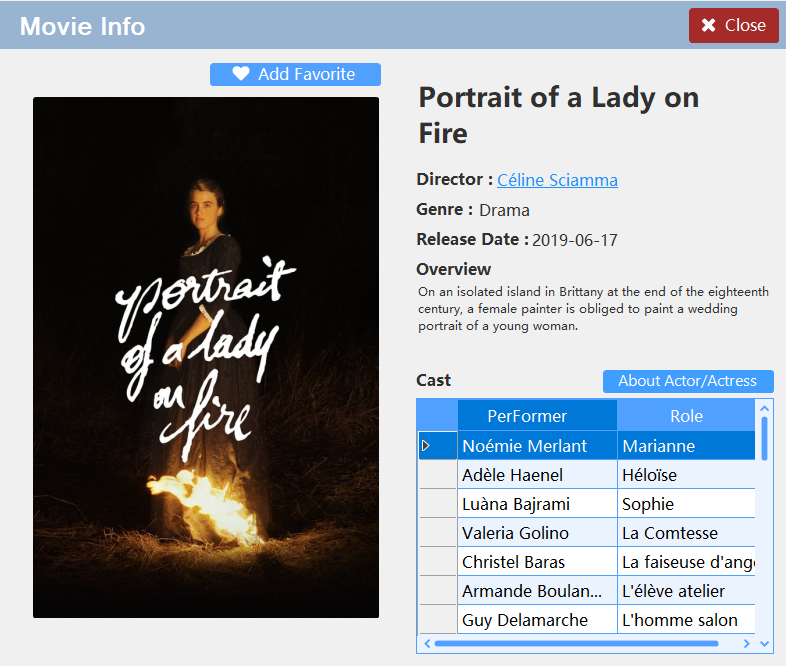 Movie Info
Close
Add Favorite
portrait
of a lady
on
fire
Portrait of a Lady on
Fire
Director : Céline Sciamma
Genre : Drama
Release Date : 2019-06-17
Overview
On an isolated island in Brittany at the end of the eighteenth
century, a female painter is obliged to paint a wedding
portrait of a young woman.
Cast
About Actor/Actress
PerFormer Role
Noémie Merlant Marianne
Adèle Haenel Héloïse
Luàna Bajrami Sophie
Valeria Golino La Comtesse
Christel Baras La faiseuse d'ang
Armande Boulan... L'élève atelier
Guy Delamarche L'homme salon